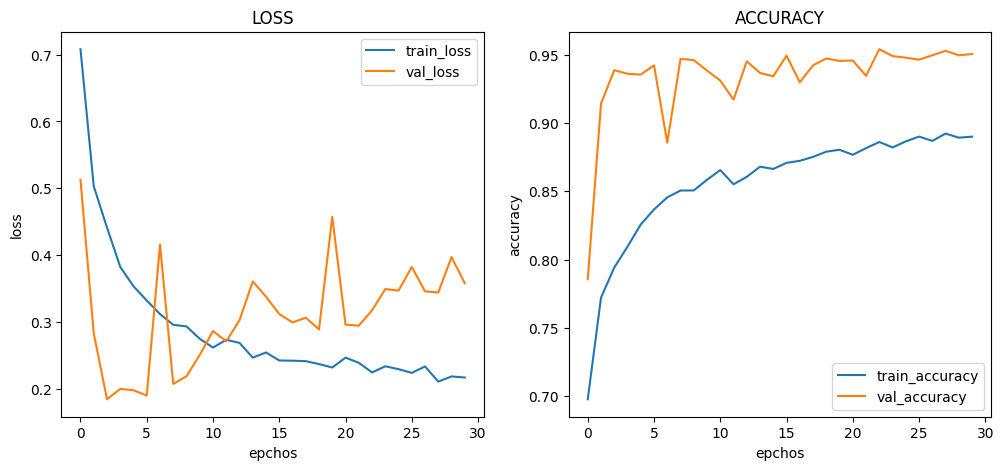 LOSS
train_loss
val_loss
0.7
0.6
0.5
0.4
0.3
0.2
loss
0 5 10 15 20 25 30
epchos
ACCURACY
0.95
0.90
0.85
0.80
0.75
0.70
accuracy
train_accuracy
val_accuracy
0 5 10 15 20 25 30
epchos